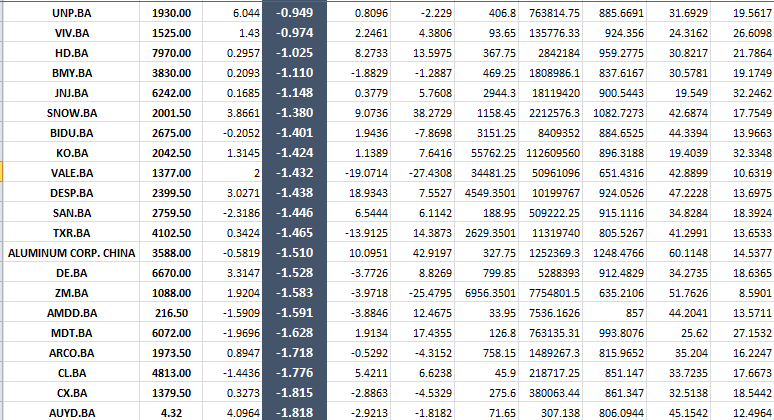 UNP.BA 1930.00 6.044 -0.949 0.8096 -2.229 406.8 763814.75 885.6691 31.6929 19.5617
VIV.BA 1525.00 1.43 -0.974 2.2461 4.3806 93.65 135776.33 924.356 24.3162 26.6098
HD.BA 7970.00 0.2957 -1.025 8.2733 13.5975 367.75 2842184 959.2775 30.8217 21.7864
BMY.BA 3830.00 0.2093 -1.110 -1.8829 -1.2887 469.25 1808986.1 837.6167 30.5781 19.1749
JNJ.BA 6242.00 0.1685 -1.148 0.3779 5.7608 2944.3 18119420 900.5443 19.549 32.2462
SNOW.BA 2001.50 3.8661 -1.380 9.0736 38.2729 1158.45 2212576.3 1082.7273 42.6874 17.7549
BIDU.BA 2675.00 -0.2052 -1.401 1.9436 -7.8698 3151.25 8409352 884.6525 44.3394 13.9663
KO.BA 2042.50 1.3145 -1.424 1.1389 7.6416 55762.25 112609560 896.3188 19.4039 32.3348
VALE.BA 1377.00 2 -1.432 -19.0714 -27.4308 34481.25 50961096 651.4316 42.8899 10.6319
DESP.BA 2399.50 3.0271 -1.438 18.9343 7.5527 4549.3501 10199767 924.0526 47.2228 13.6975
SAN.BA 2759.50 -2.3186 -1.446 6.5444 6.1142 188.95 509222.25 915.1116 34.8284 18.3924
TXR.BA 4102.50 0.3424 -1.465 -13.9125 14.3873 2629.3501 11319740 805.5267 41.2991 13.6533
ALUMINUM CORP. CHINA 3588.00 -0.5819 -1.510 10.0951 42.9197 327.75 1252369.3 1248.4766 60.1148 14.5377
DE.BA 6670.00 3.3147 -1.528 -3.7726 8.8269 799.85 5288393 912.4829 34.2735 18.6365
ZM.BA 1088.00 1.9204 -1.583 -3.9718 -25.4795 6956.3501 7754801.5 635.2106 51.7626 8.5901
AMDD.BA 216.50 -1.5909 -1.591 -3.8846 12.4675 33.95 7536.1626 857 44.2041 13.5711
MDT.BA 6072.00 -1.9696 -1.628 1.9134 17.4355 126.8 763135.31 993.8076 25.62 27.1532
ARCO.BA 1973.50 0.8947 -1.718 -0.5292 -4.3152 758.15 1489267.3 815.9652 35.204 16.2247
CL.BA 4813.00 -1.4436 -1.776 5.4211 6.6238 45.9 218717.25 851.147 33.7235 17.6673
CX.BA 1379.50 0.3273 -1.815 -2.8863 -4.5329 275.6 380063.44 861.347 32.5138 18.5442
AUYD.BA 4.32 4.0964 -1.818 -2.9213 -1.8182 71.65 307.138 806.0944 45.1542 12.4964